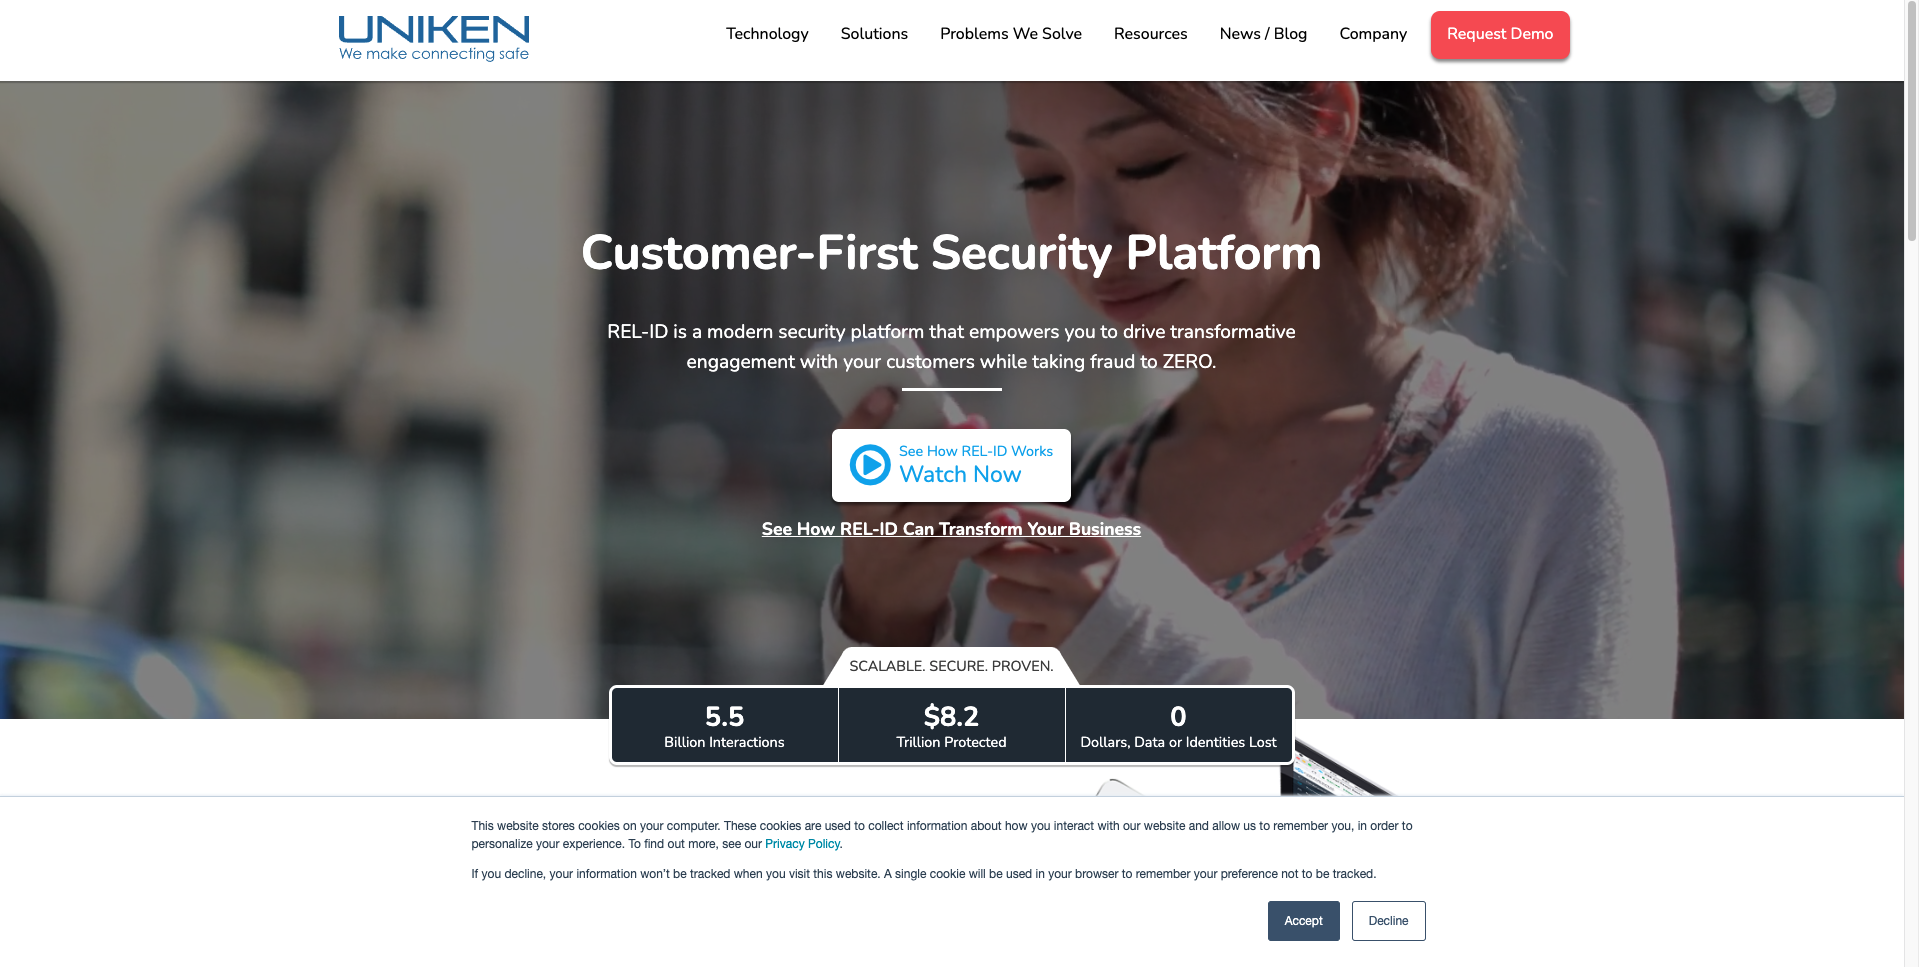 UNIKEN
We make connecting safe
Technology
Solutions
Problems We Solve
Resources
News / Blog
Company
Request Demo
Customer-First Security Platform
REL-ID is a modern security platform that empowers you to drive transformative
engagement with your customers while taking fraud to ZERO.
See How REL-ID Works
Watch Now
See How REL-ID Can Transform Your Business
SCALABLE. SECURE. PROVEN.
5.5
Billion Interactions
$8.2
Trillion Protected
0
Dollars, Data or Identities Lost
This website stores cookies on your computer. These cookies are used to collect information about how you interact with our website and allow us to remember you, in order to
personalize your experience. To find out more, see our Privacy Policy.
If you decline, your information won't be tracked when you visit this website. A single cookie will be used in your browser to remember your preference not to be tracked.
Accept
Decline